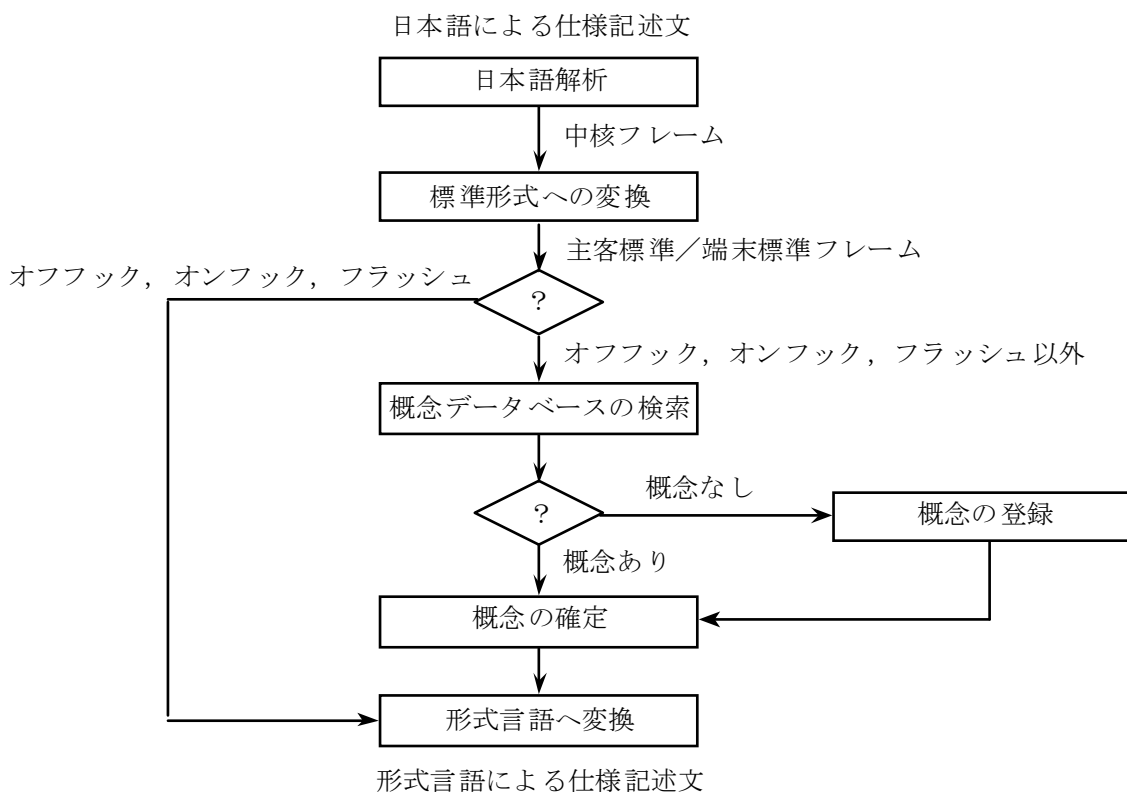 日本語による仕様記述文
日本語解析
中核フレーム
標準形式への変換
主客標準／端末標準フレーム
オフフック，オンフック，フラッシュ
？
オフフック，オンフック，フラッシュ以外
概念データベースの検索
概念なし
？
概念の登録
概念あり
概念の確定
形式言語へ変換
形式言語による仕様記述文